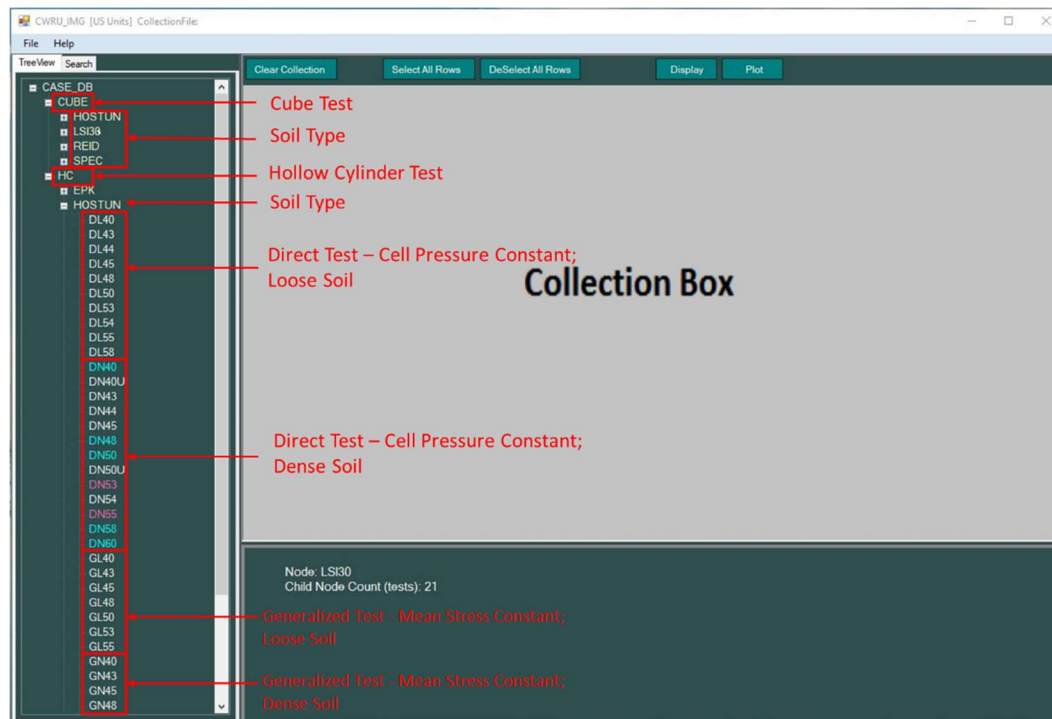 CWRU_IMG [US Units] CollectionFile:
File Help
TreeView Search
Clear Collection Select All Rows DeSelect All Rows Display Plot
CASE_DB
CUBE
HOSTUN
LSI30
REID
SPEC
HC
EPK
HOSTUN
DL40
DL43
DL44
DL45
DL48
DL50
DL53
DL54
DL55
DL58
DN40
DN40U
DN43
DN44
DN45
DN48
DN50
DN50U
DN53
DN54
DN55
DN58
DN60
GL40
GL43
GL45
GL48
GL50
GL53
GL55
GN40
GN43
GN45
GN48
Cube Test
Soil Type
Hollow Cylinder Test
Soil Type
Direct Test – Cell Pressure Constant;
Loose Soil
Collection Box
Direct Test – Cell Pressure Constant;
Dense Soil
Node: LSI30
Child Node Count (tests): 21
Generalized Test - Mean Stress Constant;
Loose Soil
Generalized Test - Mean Stress Constant;
Dense Soil